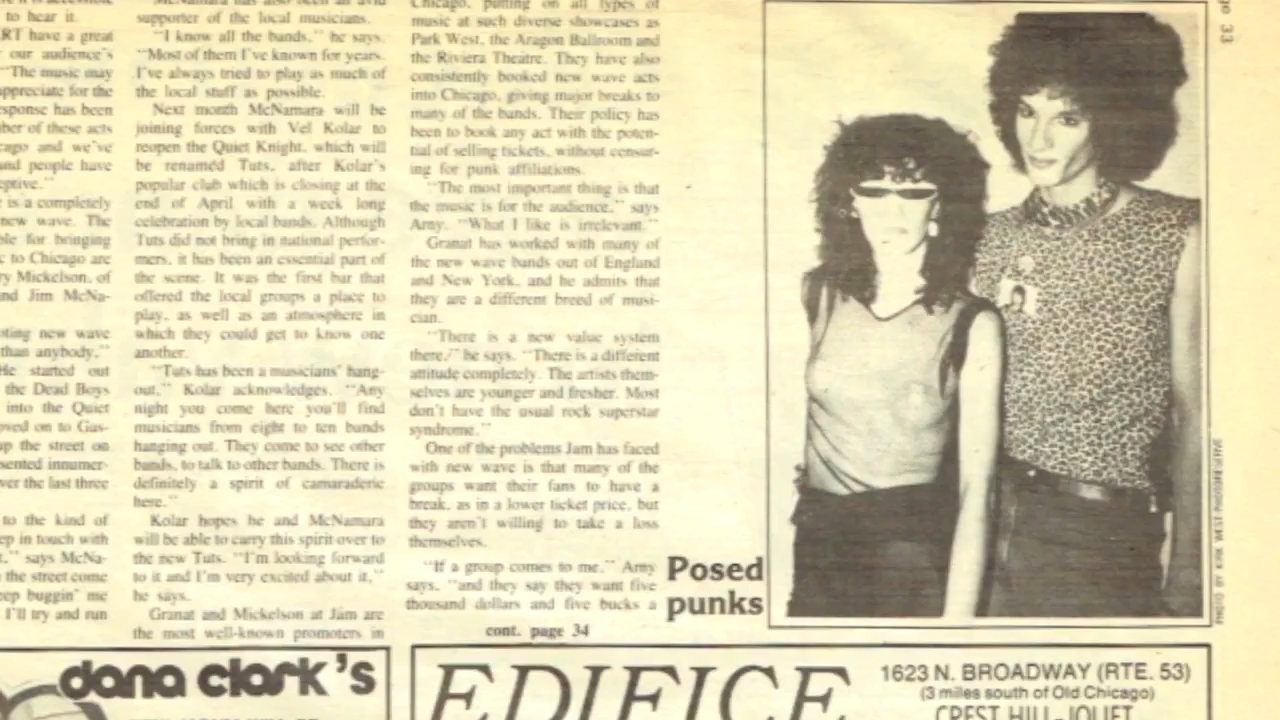 to hear it.
RT have a great
our audience's
"The music may
appreciate for the
sponse has been
ber of these acts
cago and we've
and people have
eptive."
is a completely
new wave. The
ble for bringing
c to Chicago are
ry Mickelson, of
nd Jim McNa-
oting new wave
than anybody,"
He started out
the Dead Boys
into the Quiet
oved on to Gas-
up the street on
sented innumer-
ver the last three
to the kind of
ep in touch with
t," says McNa-
the street come
eep buggin' me
I'll try and run
McNamara has also been an avid
supporter of the local musicians.
"I know all the bands," he says.
"Most of them I've known for years.
I've always tried to play as much of
the local stuff as possible.
Next month McNamara will be
joining forces with Vel Kolar to
reopen the Quiet Knight, which will
be renamed Tuts, after Kolar's
popular club which is closing at the
end of April with a week long
celebration by local bands. Although
Tuts did not bring in national perfor-
mers, it has been an essential part of
the scene. It was the first bar that
offered the local groups a place to
play, as well as an atmosphere in
which they could get to know one
another.
"Tuts has been a musicians' hang-
out," Kolar acknowledges. "Any
night you come here you'll find
musicians from eight to ten bands
hanging out. They come to see other
bands, to talk to other bands. There is
definitely a spirit of camaraderie
here."
Kolar hopes he and McNamara
will be able to carry this spirit over to
the new Tuts. "I'm looking forward
to it and I'm very excited about it,"
he says.
Granat and Mickelson at Jam are
the most well-known promoters in
Chicago, putting on all types of
music at such diverse showcases as
Park West, the Aragon Ballroom and
the Riviera Theatre. They have also
consistently booked new wave acts
into Chicago, giving major breaks to
many of the bands. Their policy has
been to book any act with the poten-
tial of selling tickets, without censur-
ing for punk affiliations.
"The most important thing is that
the music is for the audience," says
Arny. "What I like is irrelevant."
Granat has worked with many of
the new wave bands out of England
and New York, and he admits that
they are a different breed of musi-
cian.
"There is a new value system
there," he says. "There is a different
attitude completely. The artists them-
selves are younger and fresher. Most
don't have the usual rock superstar
syndrome."
One of the problems Jam has faced
with new wave is that many of the
groups want their fans to have a
break, as in a lower ticket price, but
they aren't willing to take a loss
themselves.
"If a group comes to me," Arny
says, "and they say they want five
thousand dollars and five bucks a
cont. page 34
Posed
punks
PHOTO BY KIRK WEST PHOTORESERVE
33
dana clark's
EDIFICE
1623 N. BROADWAY (RTE. 53)
(3 miles south of Old Chicago)
CREST HILL-JOLIET